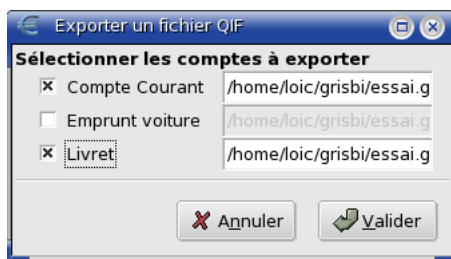 Exporter un fichier QIF
Sélectionner les comptes à exporter
Compte Courant /home/loic/grisbi/essai.g
Emprunt voiture /home/loic/grisbi/essai.g
Livret /home/loic/grisbi/essai.g
Annuler Valider